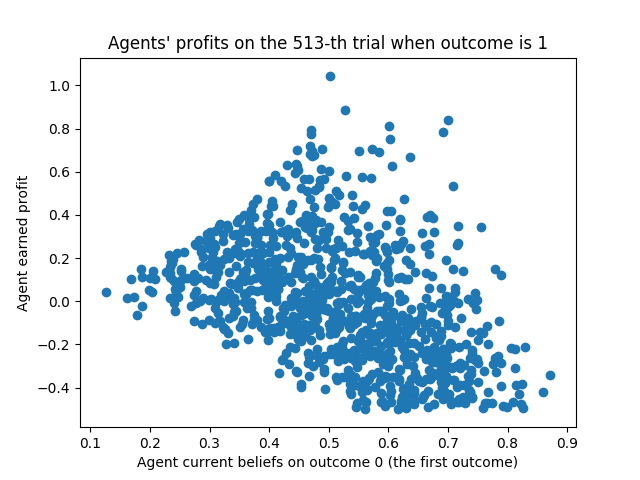 Agents' profits on the 513-th trial when outcome is 1
Agent earned profit
1.0
0.8
0.6
0.4
0.2
0.0
−0.2
−0.4
0.1 0.2 0.3 0.4 0.5 0.6 0.7 0.8 0.9
Agent current beliefs on outcome 0 (the first outcome)